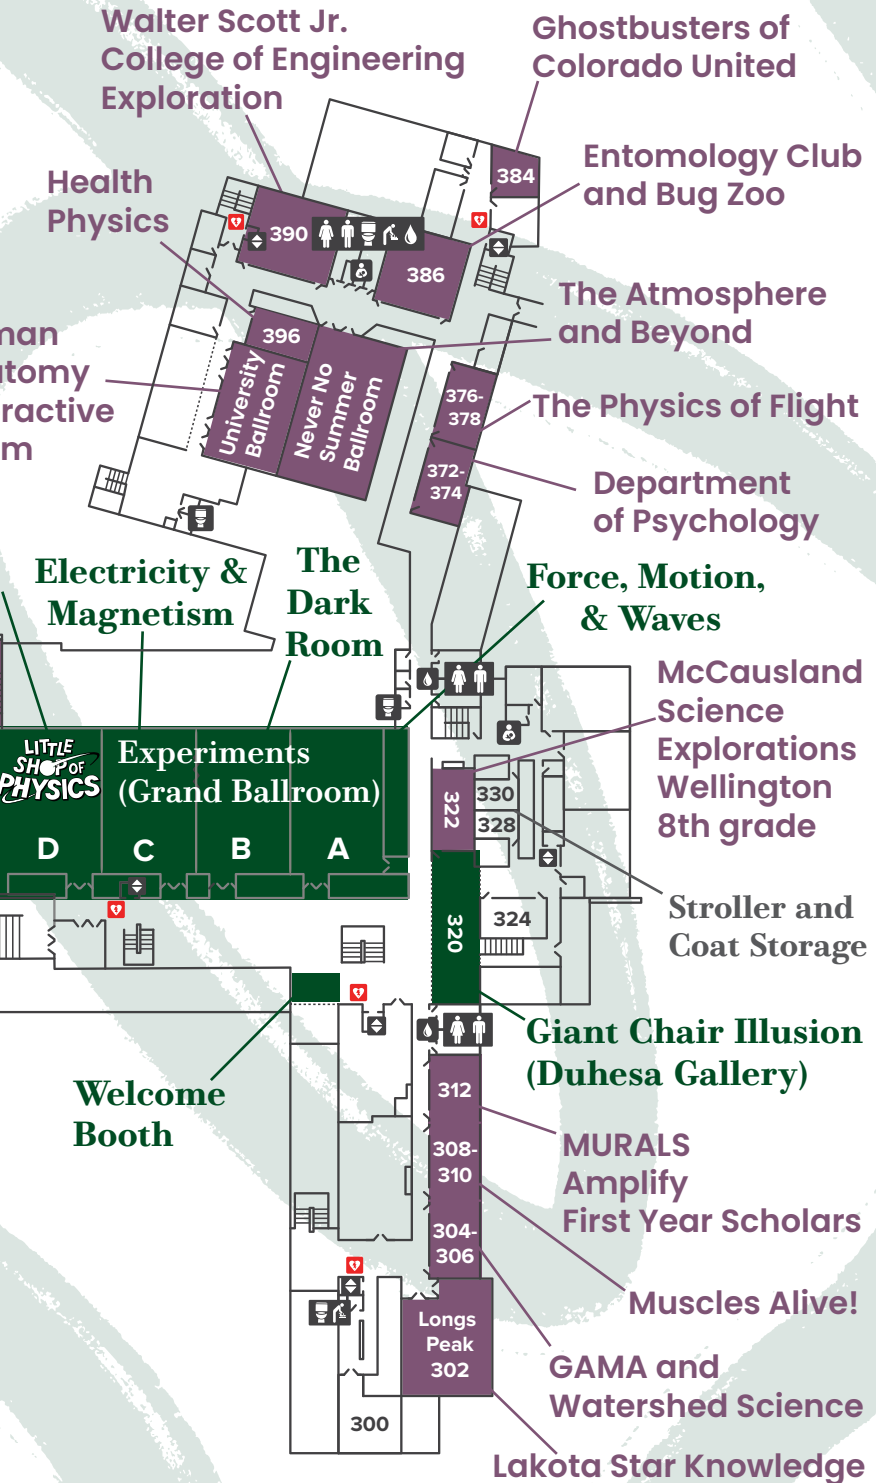 Walter Scott Jr.
College of Engineering
Exploration
Ghostbusters of
Colorado United
Entomology Club
and Bug Zoo
384
Health
Physics
390
386
The Atmosphere
and Beyond
396
man
tomy
ractive
m
University
Ballroom
Never No
Summer
Ballroom
376-
378
The Physics of Flight
372-
374
Department
of Psychology
Electricity &
Magnetism
The
Dark
Room
Force, Motion,
& Waves
McCausland
Science
Explorations
Wellington
8th grade
LITTLE
SHOP OF
PHYSICS
Experiments
(Grand Ballroom)
D
C
B
A
322
330
328
320
324
Stroller and
Coat Storage
Giant Chair Illusion
(Duhesa Gallery)
Welcome
Booth
312
308-
310
304-
306
MURALS
Amplify
First Year Scholars
Muscles Alive!
Longs
Peak
302
GAMA and
Watershed Science
300
Lakota Star Knowledge